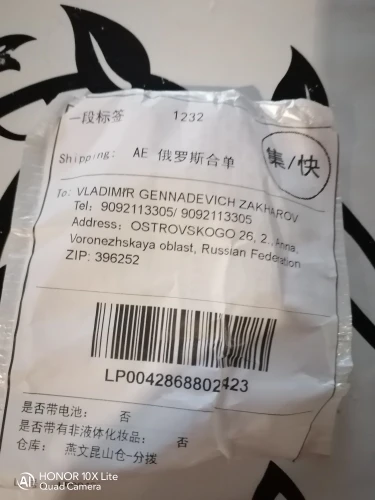 一段标签 1232
Shipping: AE 俄罗斯合单 集/快
To: VLADIMIR GENNADEVICH ZAKHAROV
Tel: 9092113305/ 9092113305
Address: OSTROVSKOGO 26, 2., Anna,
Voronezhskaya oblast, Russian Federation
ZIP: 396252
LP0042868802423
是否带电池: 否
是否带有非液体化妆品: 否
仓库: 燕文昆山仓-分拨
AI HONOR 10X Lite
Quad Camera